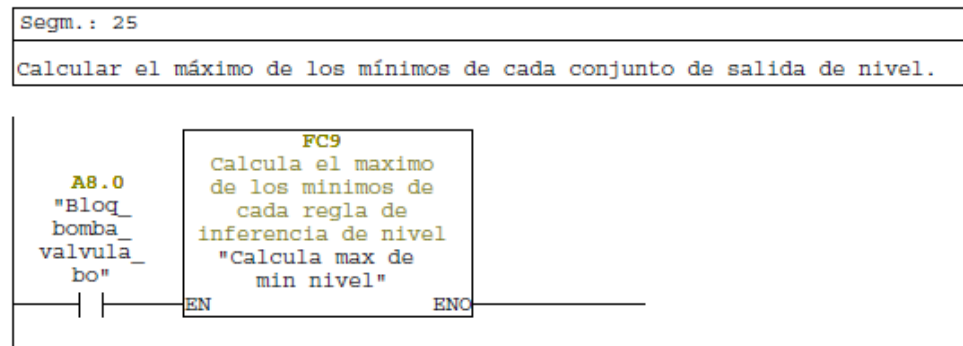 Segm.: 25
Calcular el máximo de los mínimos de cada conjunto de salida de nivel.
FC9
Calcula el maximo
de los minimos de
cada regla de
inferencia de nivel
"Calcula max de
min nivel"
A8.0
"Bloq_
bomba_
valvula_
bo"
EN
ENO